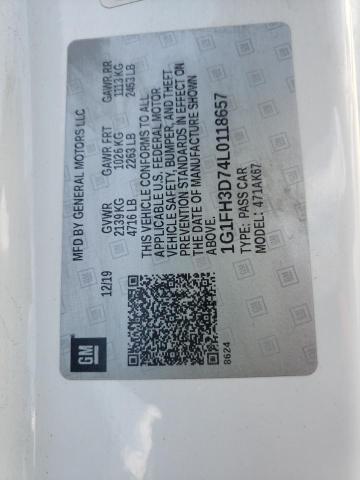 MFD BY GENERAL MOTORS LLC
12/19
GVWR GAWR FRT GAWR RR
2139 KG 1026 KG 1113 KG
4716 LB 2263 LB 2453 LB
THIS VEHICLE CONFORMS TO ALL
APPLICABLE U.S. FEDERAL MOTOR
VEHICLE SAFETY, BUMPER, AND THEFT
PREVENTION STANDARDS IN EFFECT ON
THE DATE OF MANUFACTURE SHOWN
ABOVE.
1G1FH3D74L0118657
TYPE: PASS CAR
MODEL: 471AK67
GM
8624